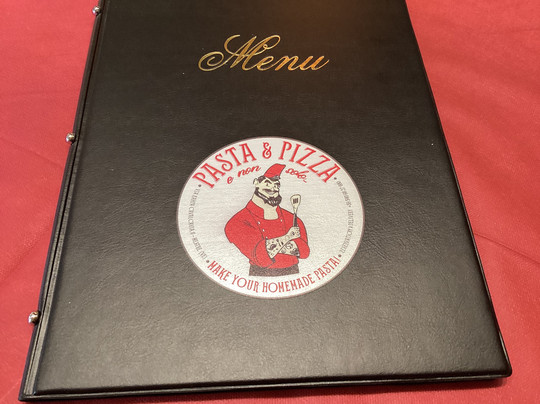 Menu
PASTA & PIZZA
e non solo...
MAKE YOUR HOMEMADE PASTA!